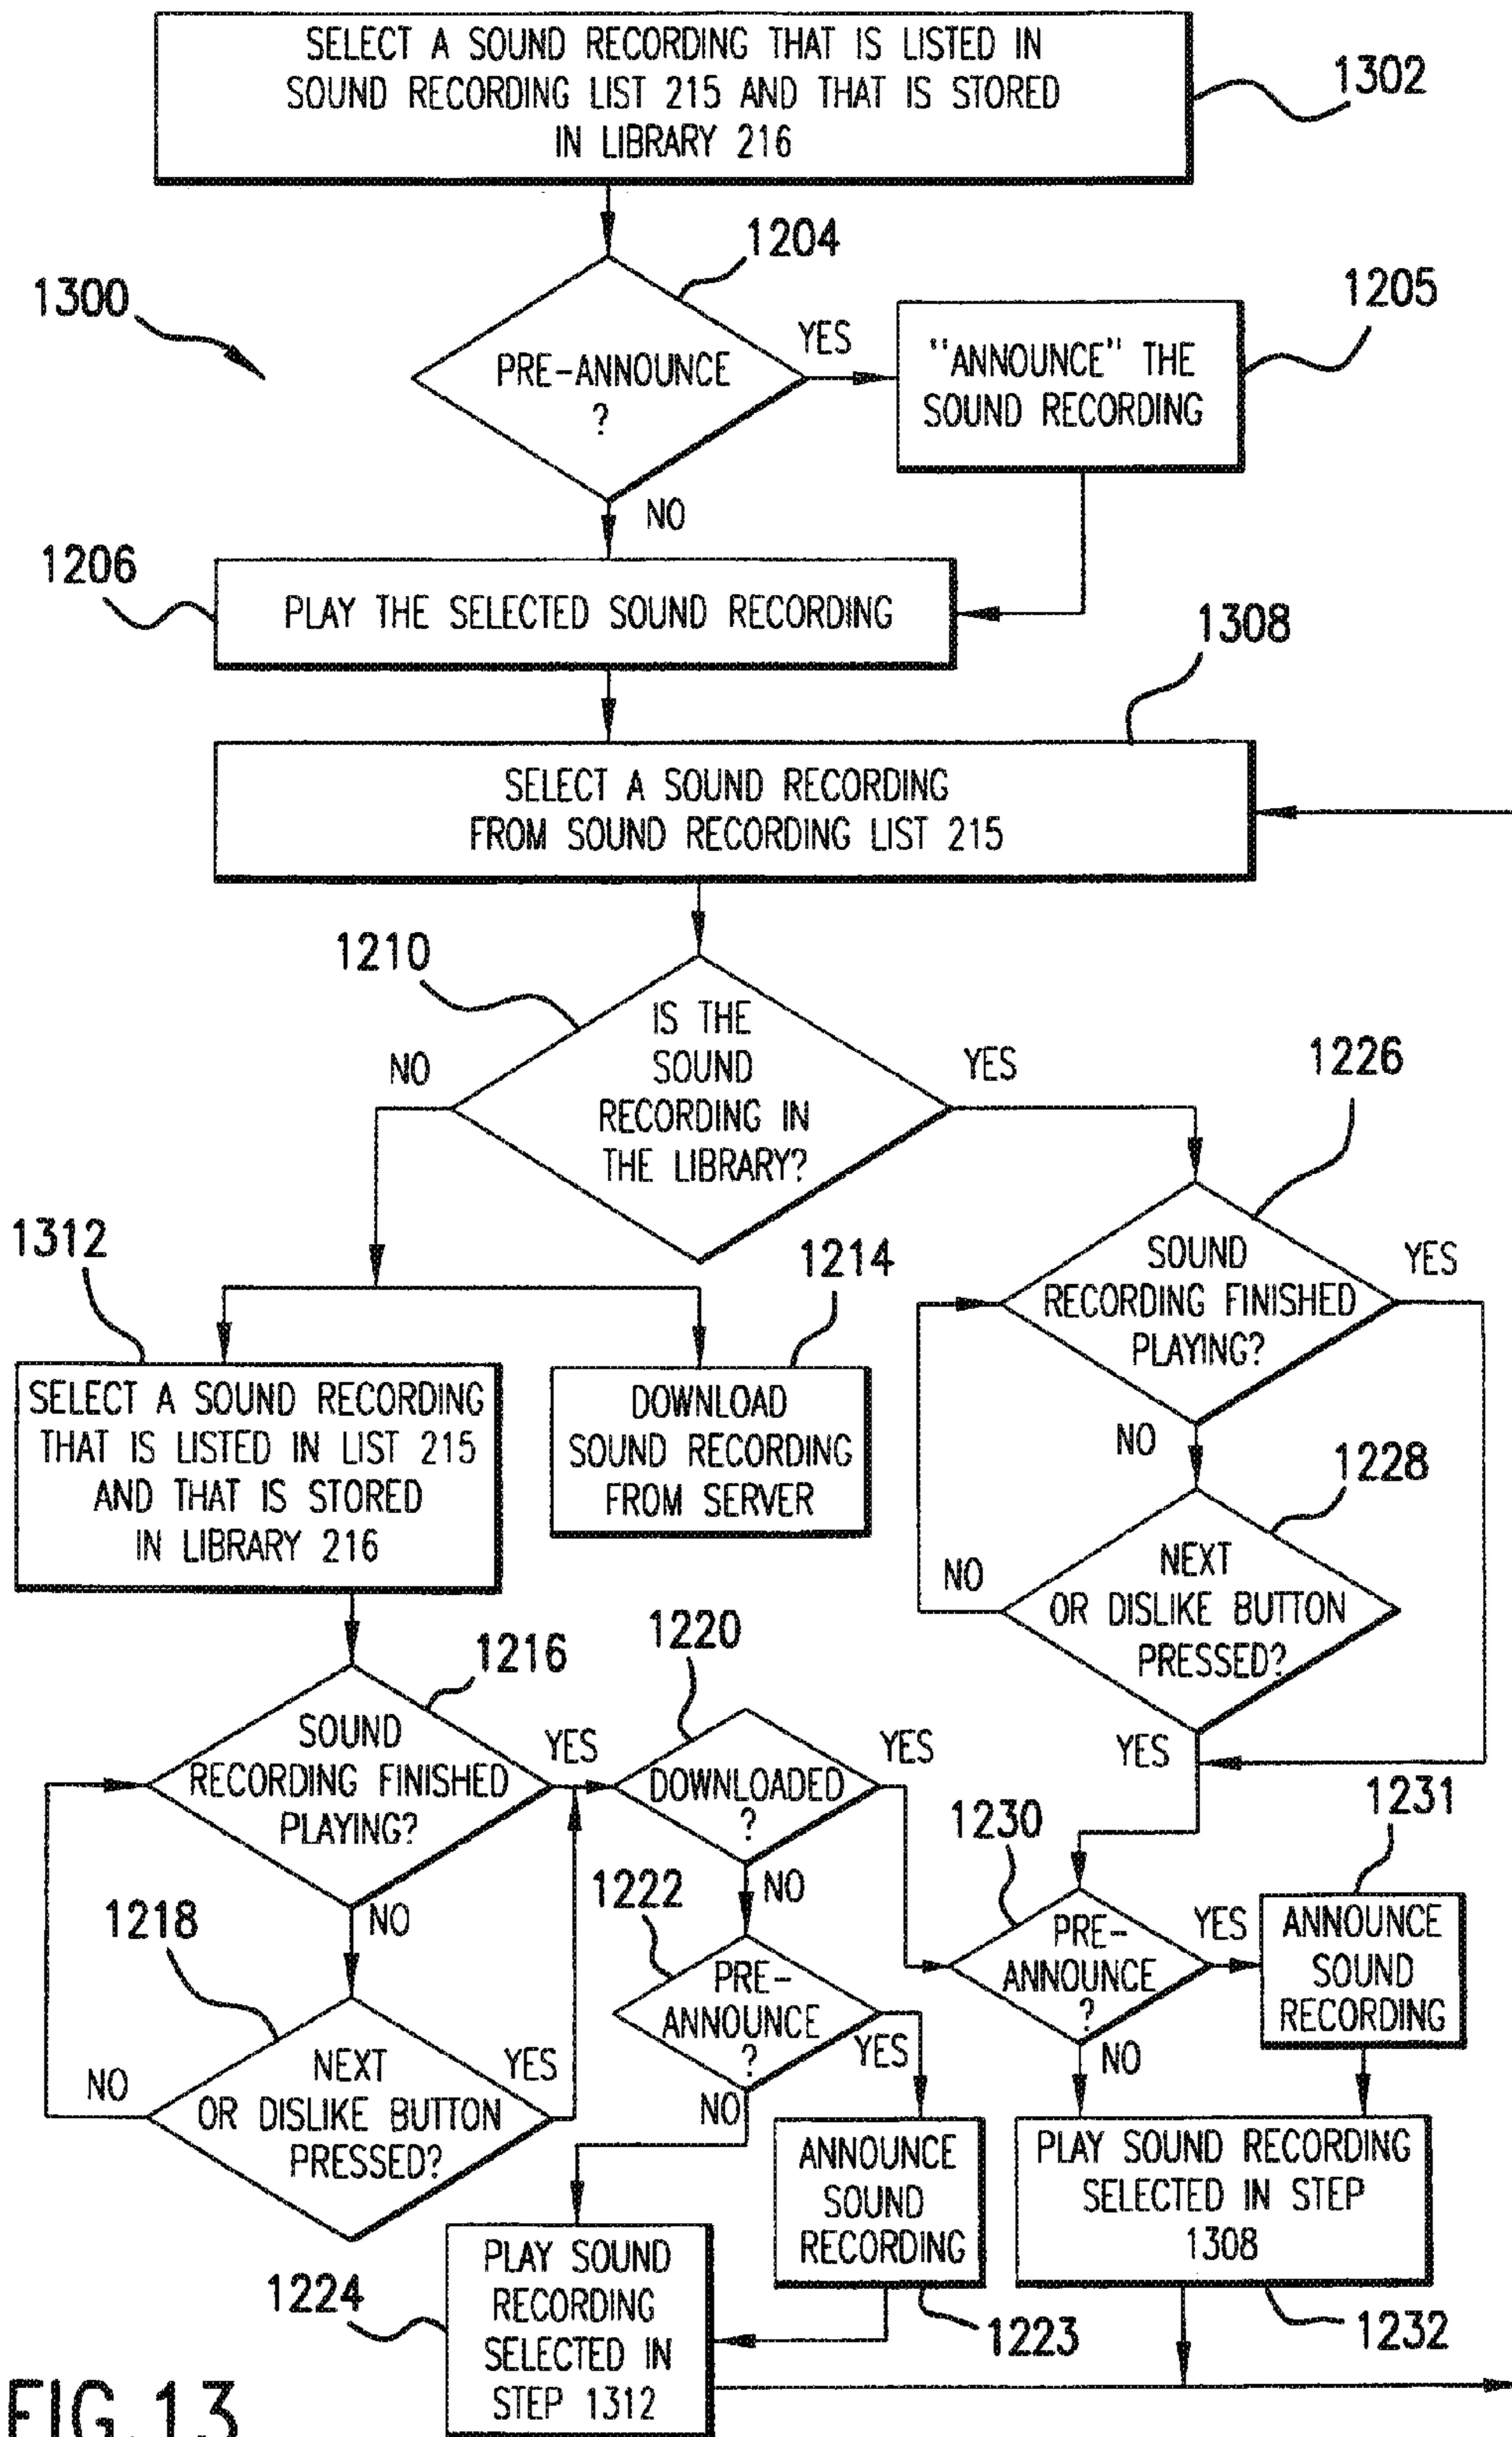 SELECT A SOUND RECORDING THAT IS LISTED IN
SOUND RECORDING LIST 215 AND THAT IS STORED
IN LIBRARY 216
1302
1204
1300
PRE-ANNOUNCE
?
YES
NO
1205
"ANNOUNCE" THE
SOUND RECORDING
1206
PLAY THE SELECTED SOUND RECORDING
1308
SELECT A SOUND RECORDING
FROM SOUND RECORDING LIST 215
1210
IS THE
SOUND
RECORDING IN
THE LIBRARY?
NO
YES
1226
SOUND
RECORDING FINISHED
PLAYING?
YES
NO
1228
NEXT
OR DISLIKE BUTTON
PRESSED?
NO
YES
1312
SELECT A SOUND RECORDING
THAT IS LISTED IN LIST 215
AND THAT IS STORED
IN LIBRARY 216
1214
DOWNLOAD
SOUND RECORDING
FROM SERVER
1216
SOUND
RECORDING FINISHED
PLAYING?
YES
NO
1218
NEXT
OR DISLIKE BUTTON
PRESSED?
NO
YES
1220
DOWNLOADED
?
YES
NO
1222
PRE-
ANNOUNCE
?
YES
NO
1230
PRE-
ANNOUNCE
?
YES
NO
1231
ANNOUNCE
SOUND
RECORDING
ANNOUNCE
SOUND
RECORDING
1223
PLAY SOUND RECORDING
SELECTED IN STEP
1308
1232
1224
PLAY SOUND
RECORDING
SELECTED IN
STEP 1312
FIG.13